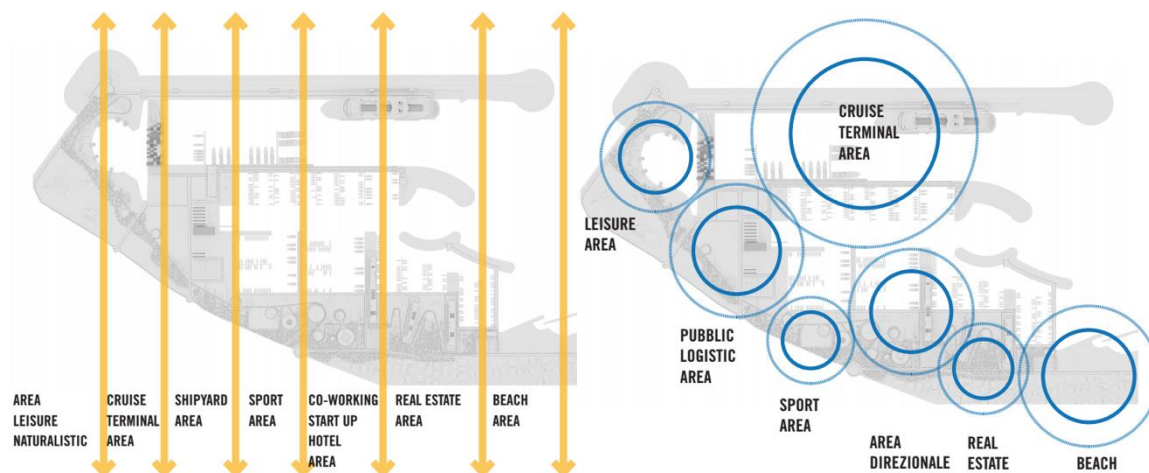 AREA
LEISURE
NATURALISTIC
CRUISE
TERMINAL
AREA
SHIPYARD
AREA
SPORT
AREA
CO-WORKING
START UP
HOTEL
AREA
REAL ESTATE
AREA
BEACH
AREA
CRUISE
TERMINAL
AREA
LEISURE
AREA
PUBBLIC
LOGISTIC
AREA
SPORT
AREA
AREA
DIREZIONALE
REAL
ESTATE
BEACH